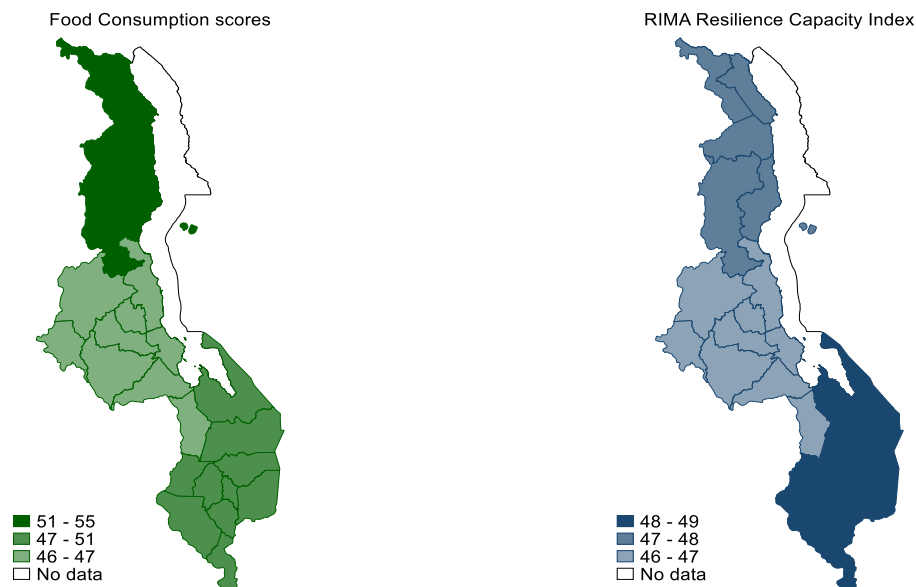 Food Consumption scores
RIMA Resilience Capacity Index
51 - 55
47 - 51
46 - 47
No data
48 - 49
47 - 48
46 - 47
No data